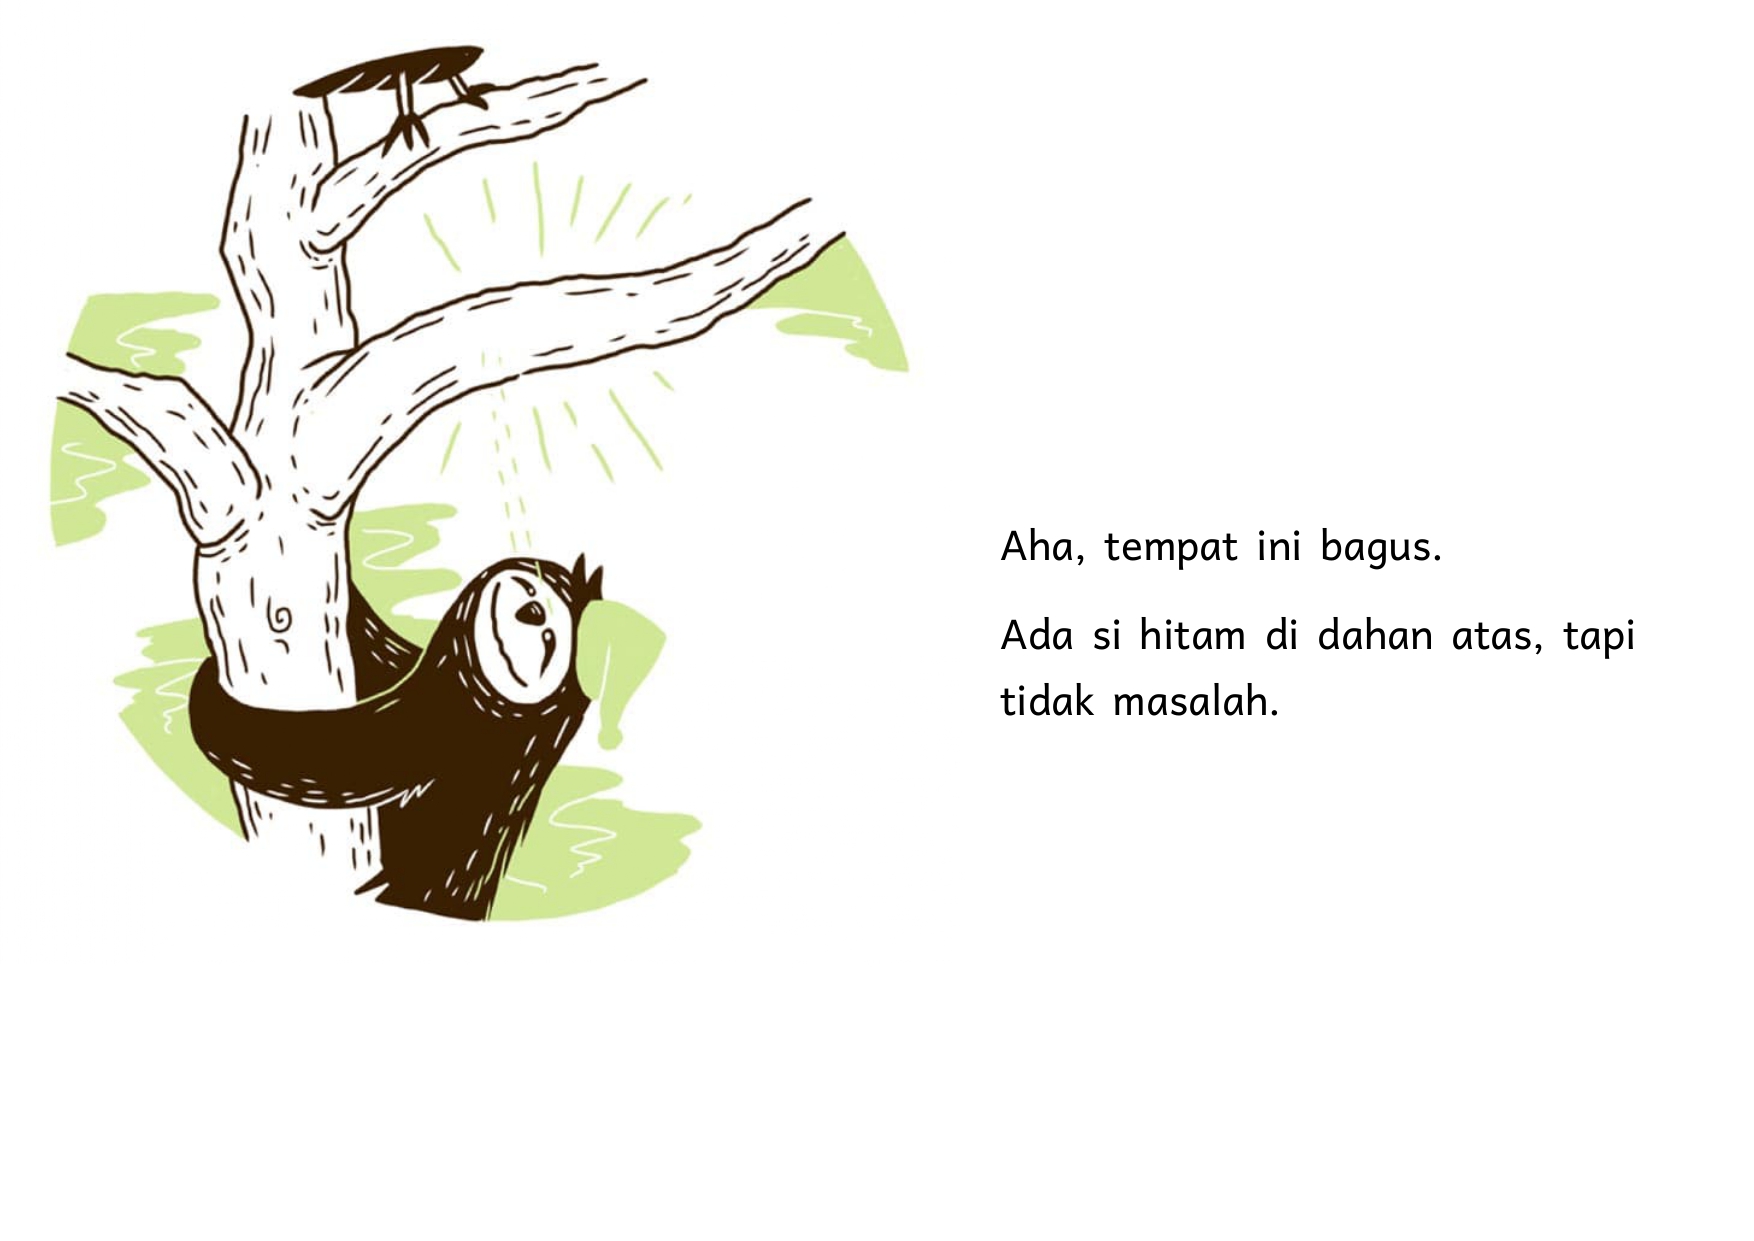 Aha, tempat ini bagus.
Ada si hitam di dahan atas, tapi
tidak masalah.